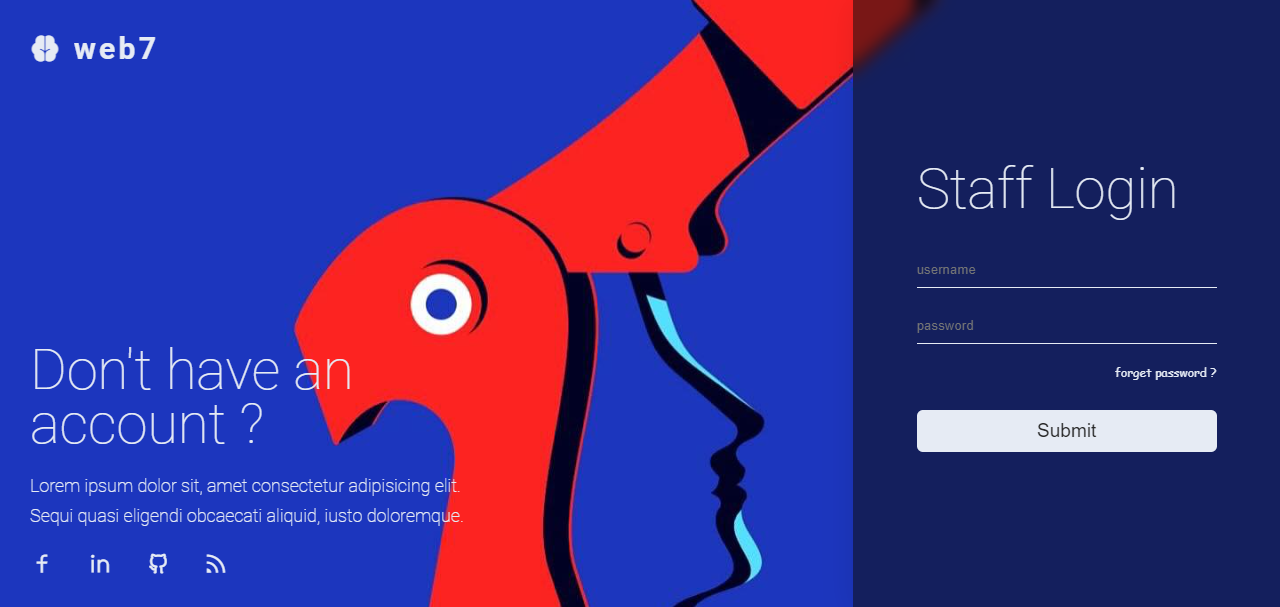 web7
Don't have an
account ?
Lorem ipsum dolor sit, amet consectetur adipisicing elit.
Sequi quasi eligendi obcaecati aliquid, iusto doloremque.
Staff Login
username
password
forget password ?
Submit